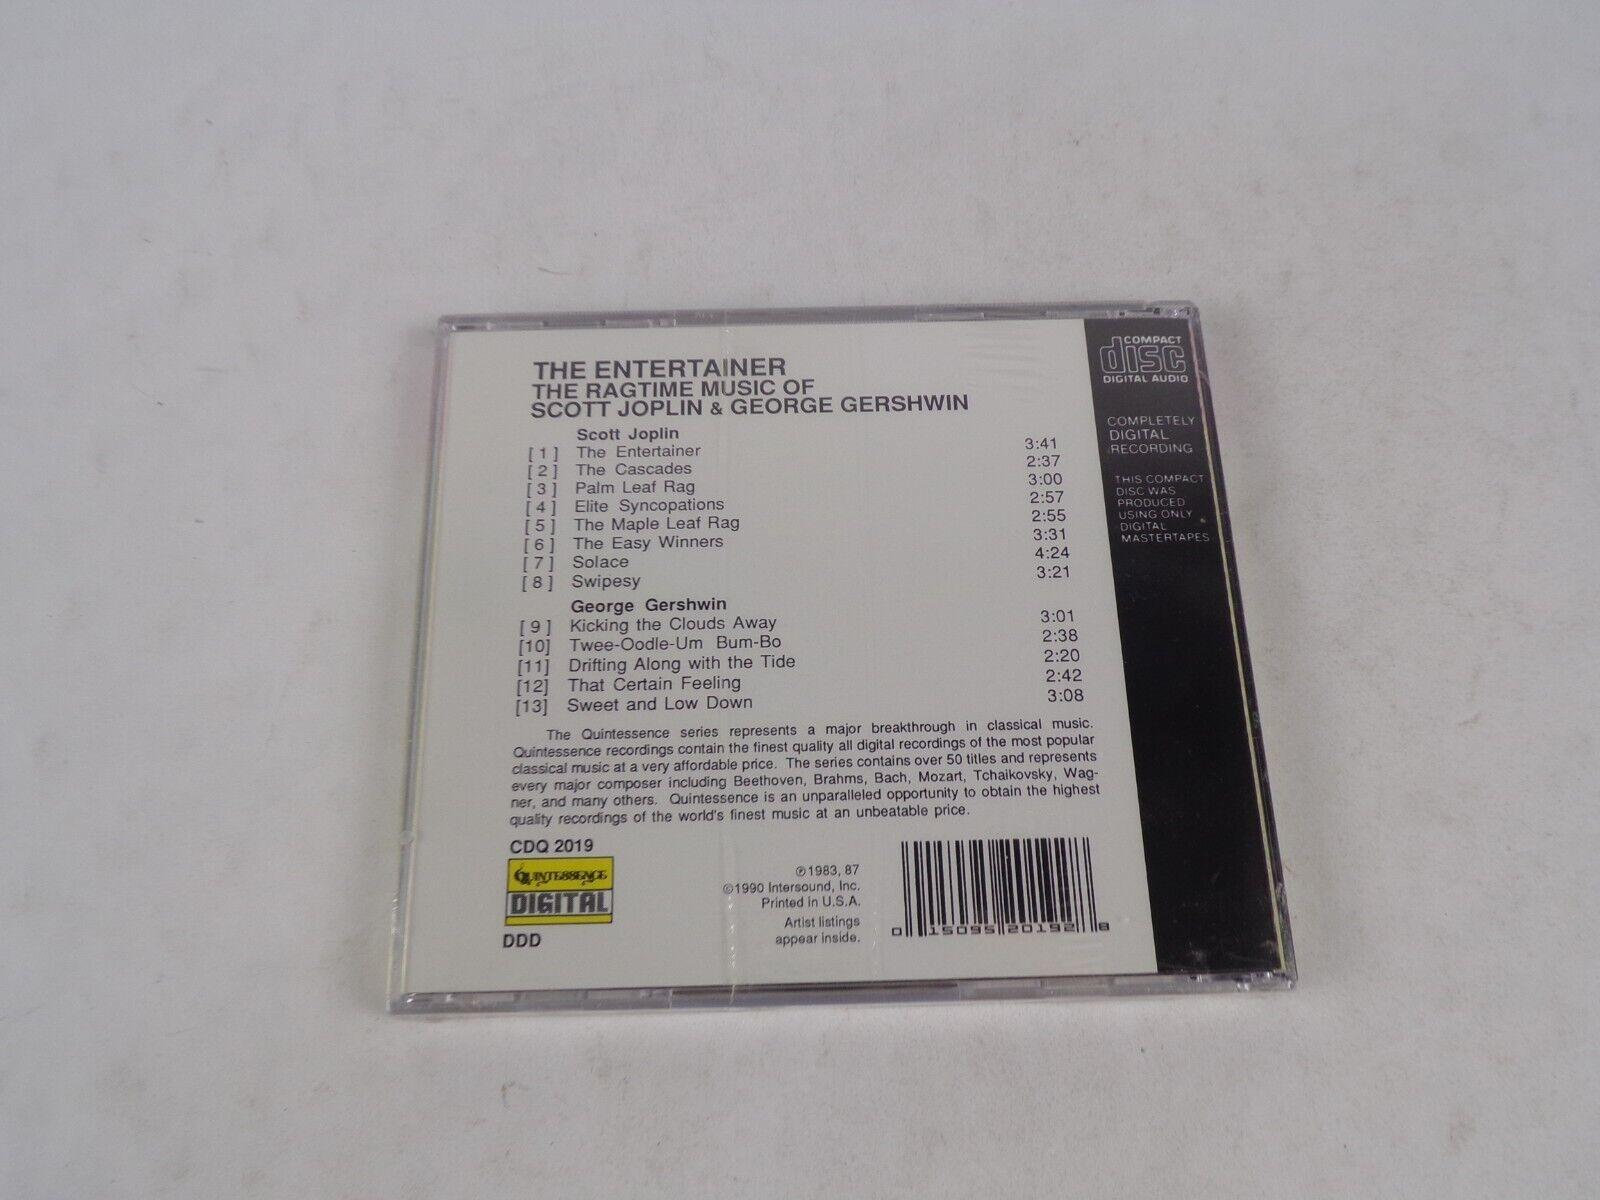 THE ENTERTAINER
THE RAGTIME MUSIC OF
SCOTT JOPLIN & GEORGE GERSHWIN
Scott Joplin
[ 1 ] The Entertainer 3:41
[ 2 ] The Cascades 2:37
[ 3 ] Palm Leaf Rag 3:00
[ 4 ] Elite Syncopations 2:57
[ 5 ] The Maple Leaf Rag 2:55
[ 6 ] The Easy Winners 3:31
[ 7 ] Solace 4:24
[ 8 ] Swipesy 3:21
George Gershwin
[ 9 ] Kicking the Clouds Away 3:01
[10] Twee-Oodle-Um Bum-Bo 2:38
[11] Drifting Along with the Tide 2:20
[12] That Certain Feeling 2:42
[13] Sweet and Low Down 3:08
The Quintessence series represents a major breakthrough in classical music.
Quintessence recordings contain the finest quality all digital recordings of the most popular
classical music at a very affordable price. The series contains over 50 titles and represents
every major composer including Beethoven, Brahms, Bach, Mozart, Tchaikovsky, Wag-
ner, and many others. Quintessence is an unparalleled opportunity to obtain the highest
quality recordings of the world's finest music at an unbeatable price.
CDQ 2019
QUINTESSENCE
DIGITAL
DDD
℗1983, 87
©1990 Intersound, Inc.
Printed in U.S.A.
Artist listings
appear inside.
0 15095 20192 8
COMPACT
disc
DIGITAL AUDIO
COMPLETELY
DIGITAL
RECORDING
THIS COMPACT
DISC WAS
PRODUCED
USING ONLY
DIGITAL
MASTERTAPES